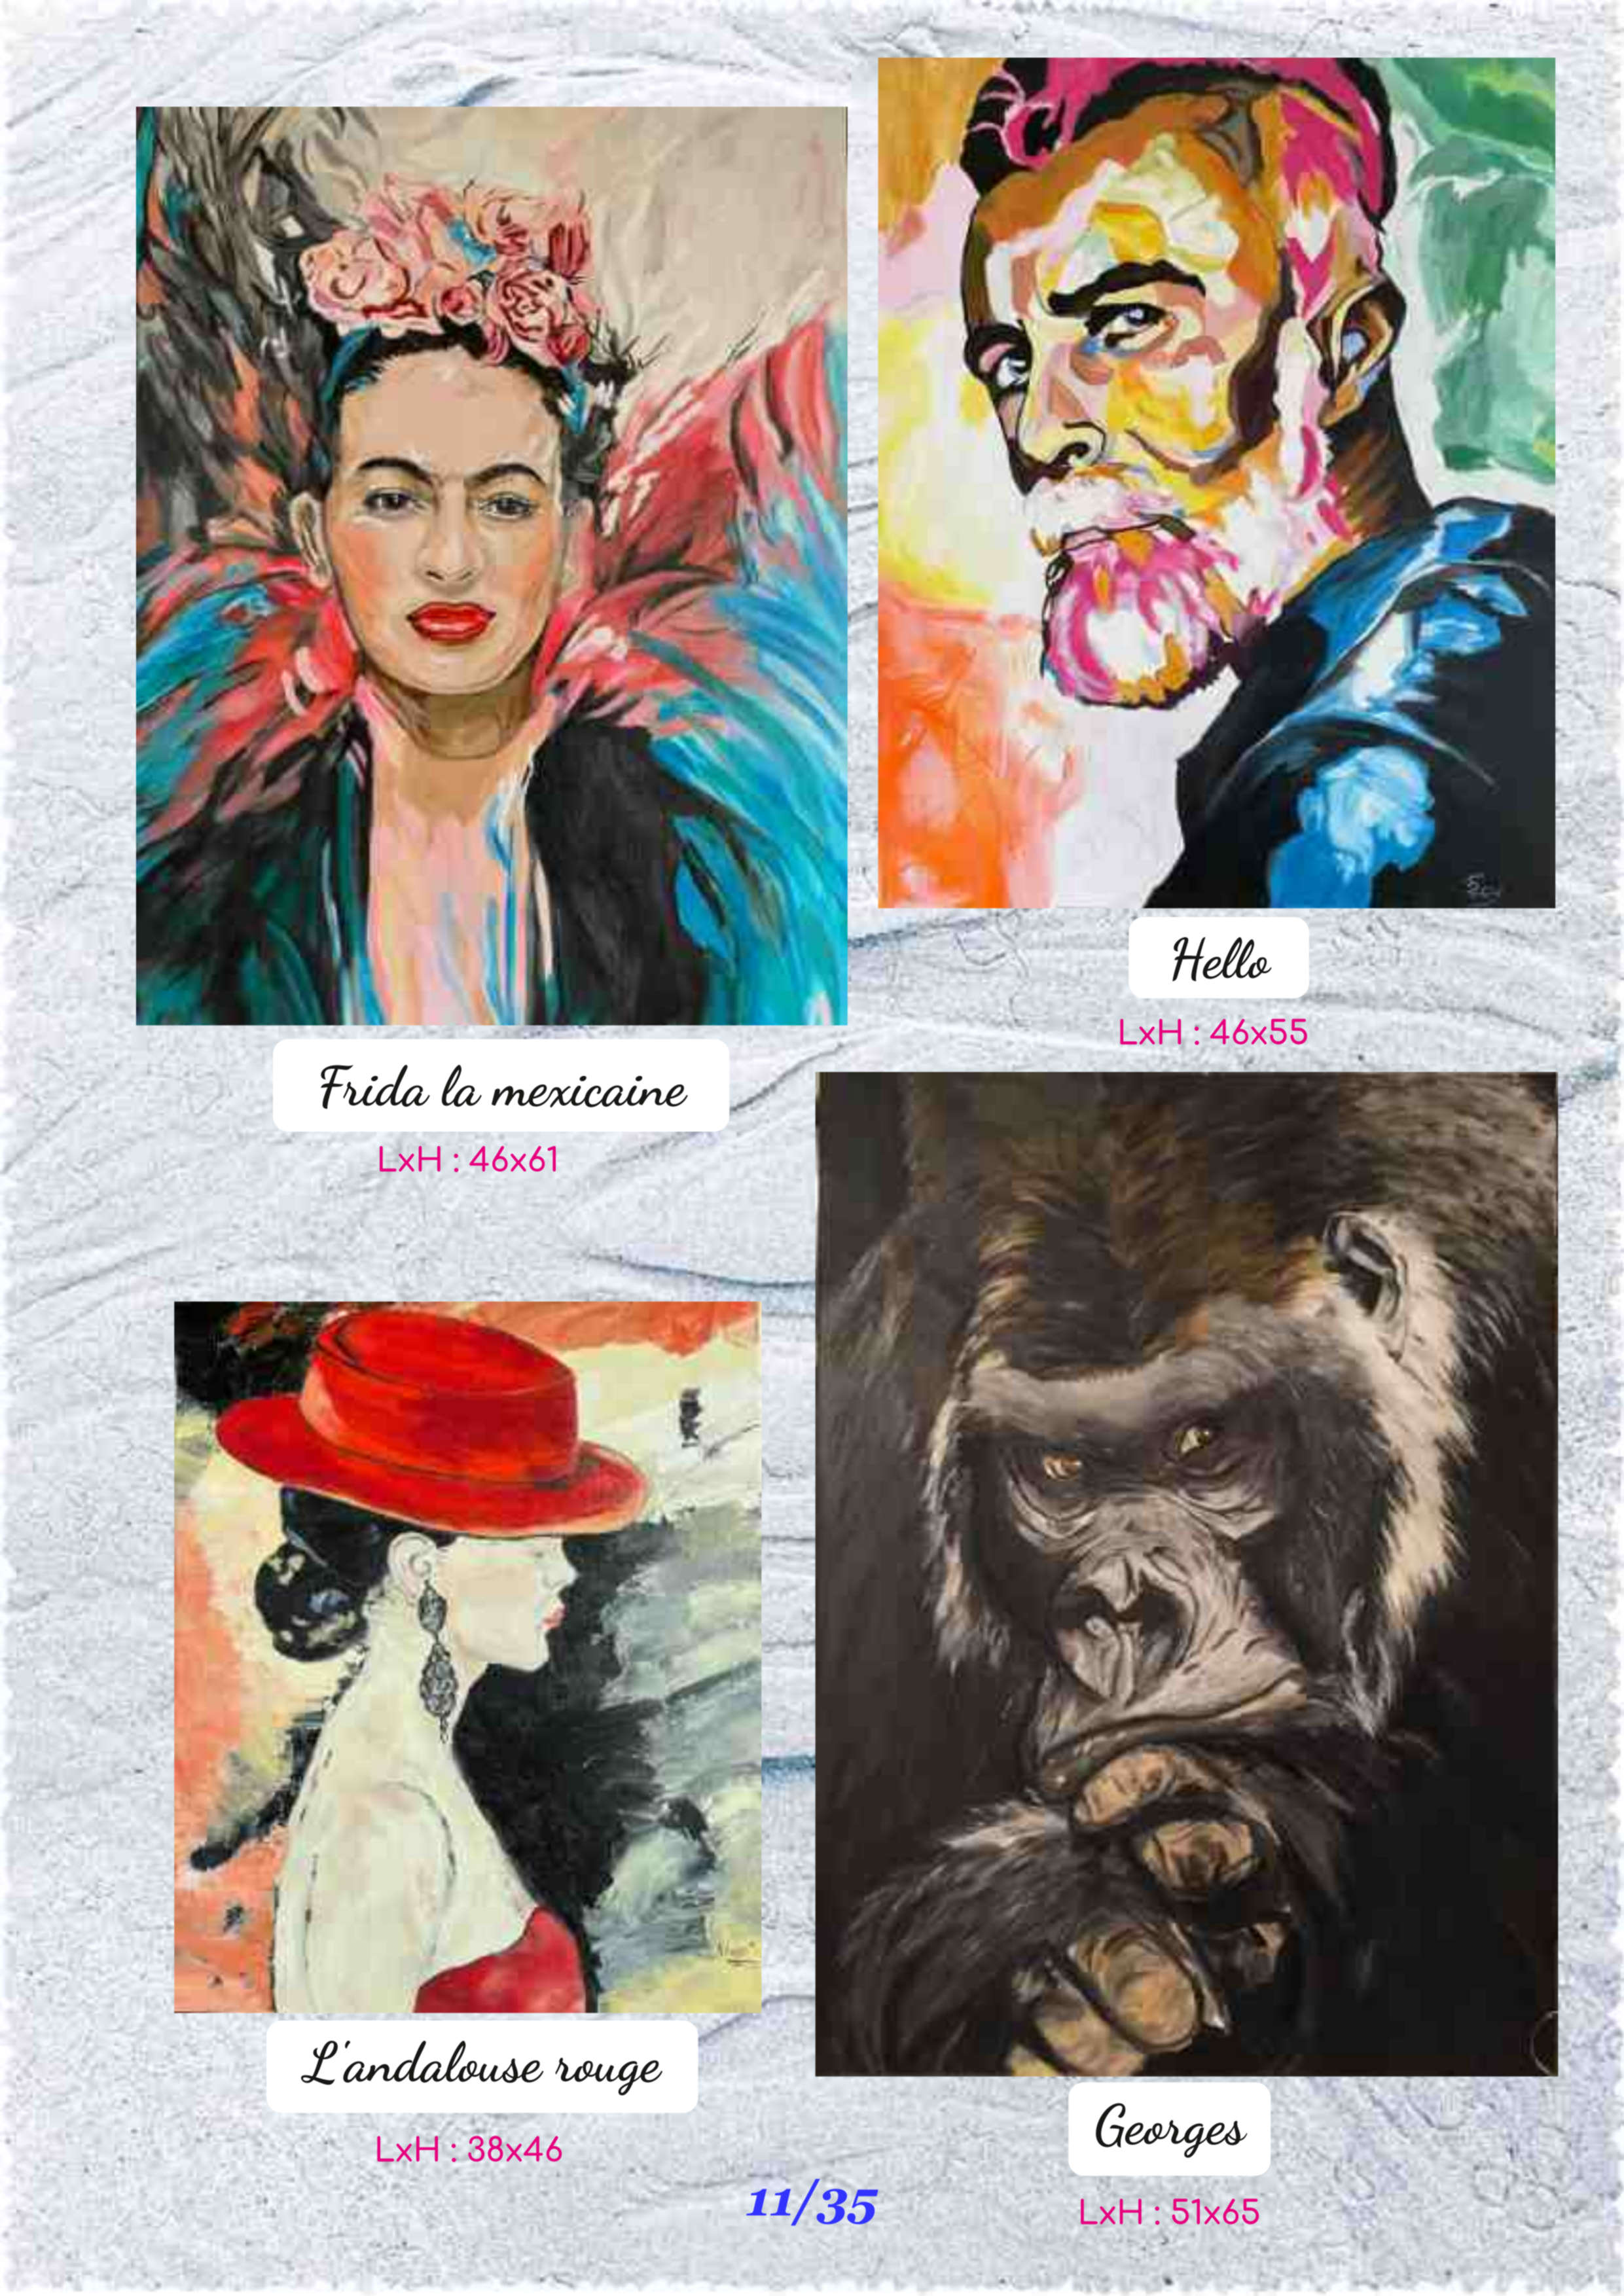 Hello
LxH : 46x55
Frida la mexicaine
LxH : 46x61
L'andalouse rouge
LxH : 38x46
Georges
LxH : 51x65
11/35